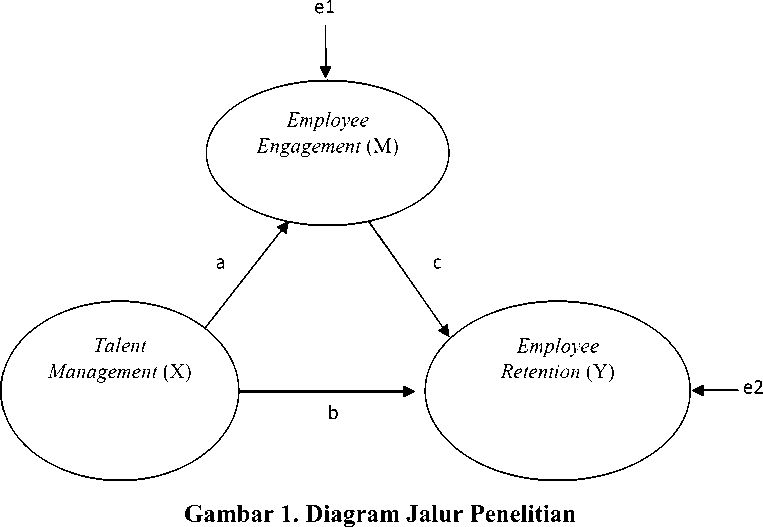 e1
Employee
Engagement (M)
a
c
Talent
Management (X)
Employee
Retention (Y)
e2
b
Gambar 1. Diagram Jalur Penelitian